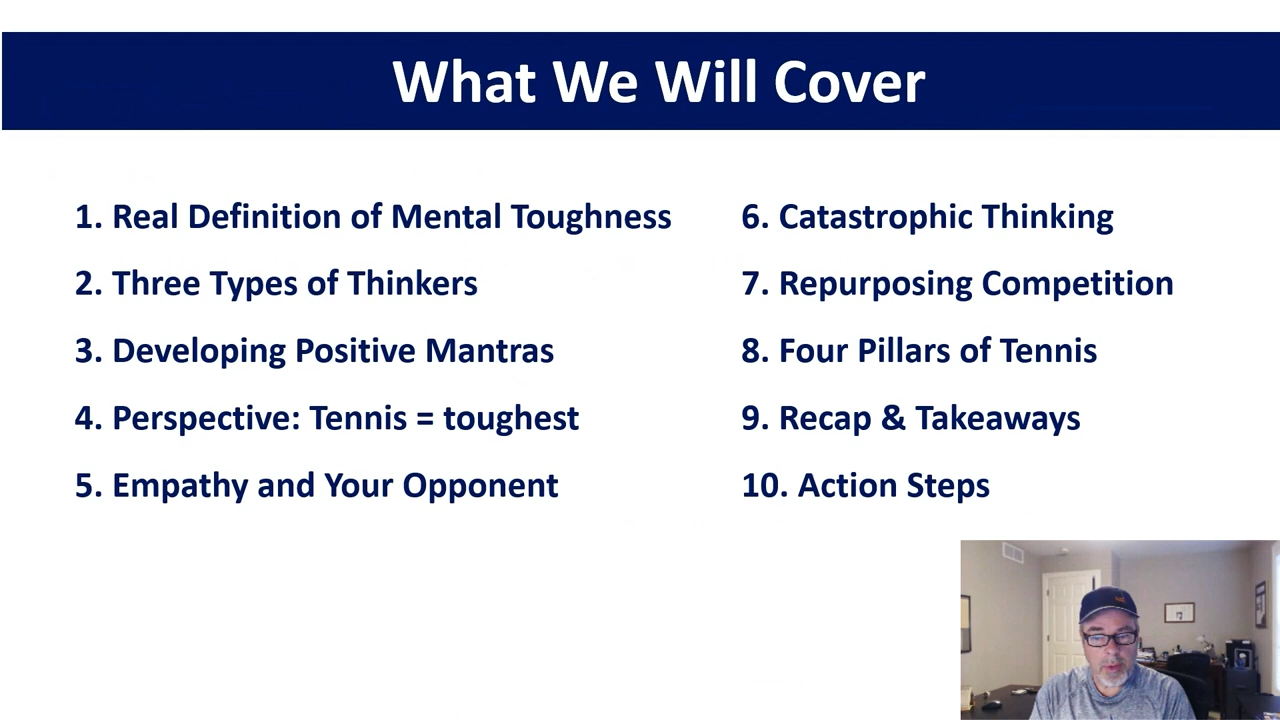 What We Will Cover
1. Real Definition of Mental Toughness
2. Three Types of Thinkers
3. Developing Positive Mantras
4. Perspective: Tennis = toughest
5. Empathy and Your Opponent
6. Catastrophic Thinking
7. Repurposing Competition
8. Four Pillars of Tennis
9. Recap & Takeaways
10. Action Steps